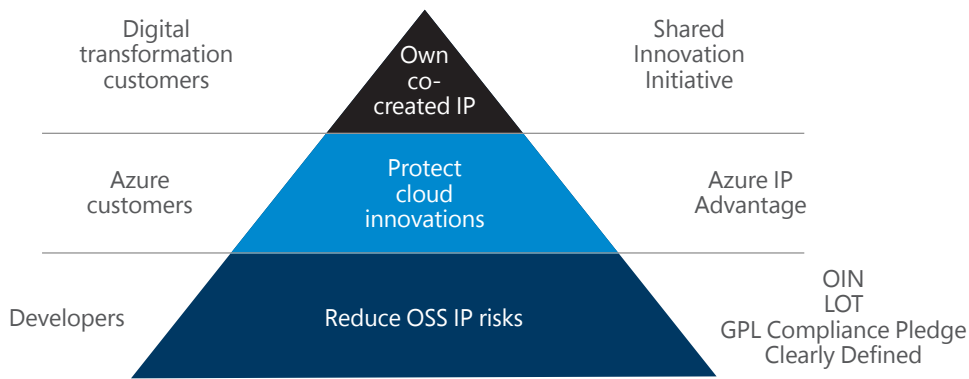 Digital
transformation
customers
Own
co-
created IP
Shared
Innovation
Initiative
Azure
customers
Protect
cloud
innovations
Azure IP
Advantage
Developers
Reduce OSS IP risks
OIN
LOT
GPL Compliance Pledge
Clearly Defined